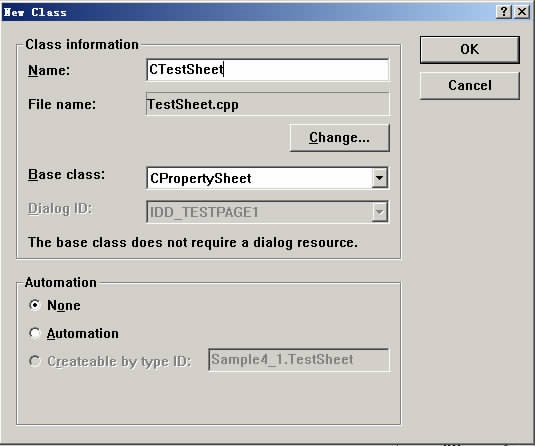 New Class
Class information
Name:
CTestSheet
OK
File name:
TestSheet.cpp
Cancel
Change...
Base class:
CPropertySheet
Dialog ID:
IDD_TESTPAGE1
The base class does not require a dialog resource.
Automation
None
Automation
Createable by type ID:
Sample4_1.TestSheet